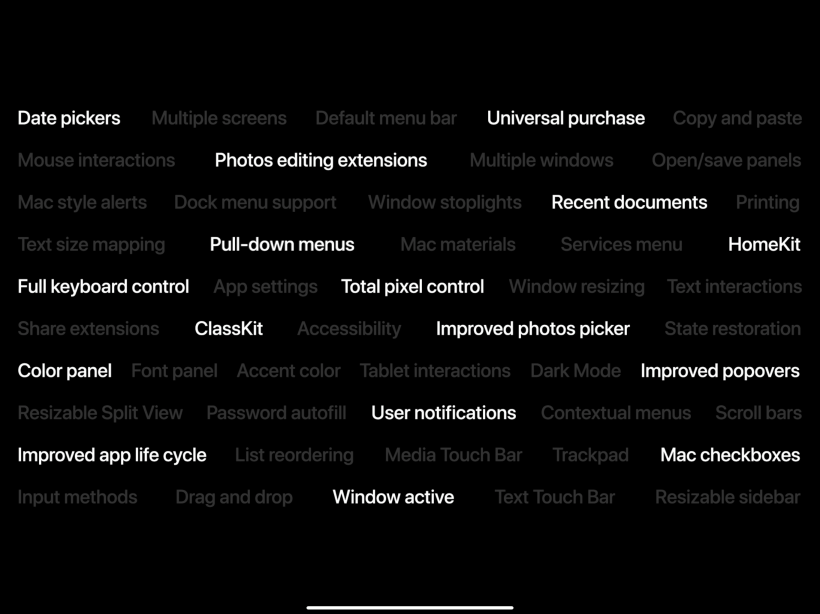 Date pickers Multiple screens Default menu bar Universal purchase Copy and paste
Mouse interactions Photos editing extensions Multiple windows Open/save panels
Mac style alerts Dock menu support Window stoplights Recent documents Printing
Text size mapping Pull-down menus Mac materials Services menu HomeKit
Full keyboard control App settings Total pixel control Window resizing Text interactions
Share extensions ClassKit Accessibility Improved photos picker State restoration
Color panel Font panel Accent color Tablet interactions Dark Mode Improved popovers
Resizable Split View Password autofill User notifications Contextual menus Scroll bars
Improved app life cycle List reordering Media Touch Bar Trackpad Mac checkboxes
Input methods Drag and drop Window active Text Touch Bar Resizable sidebar